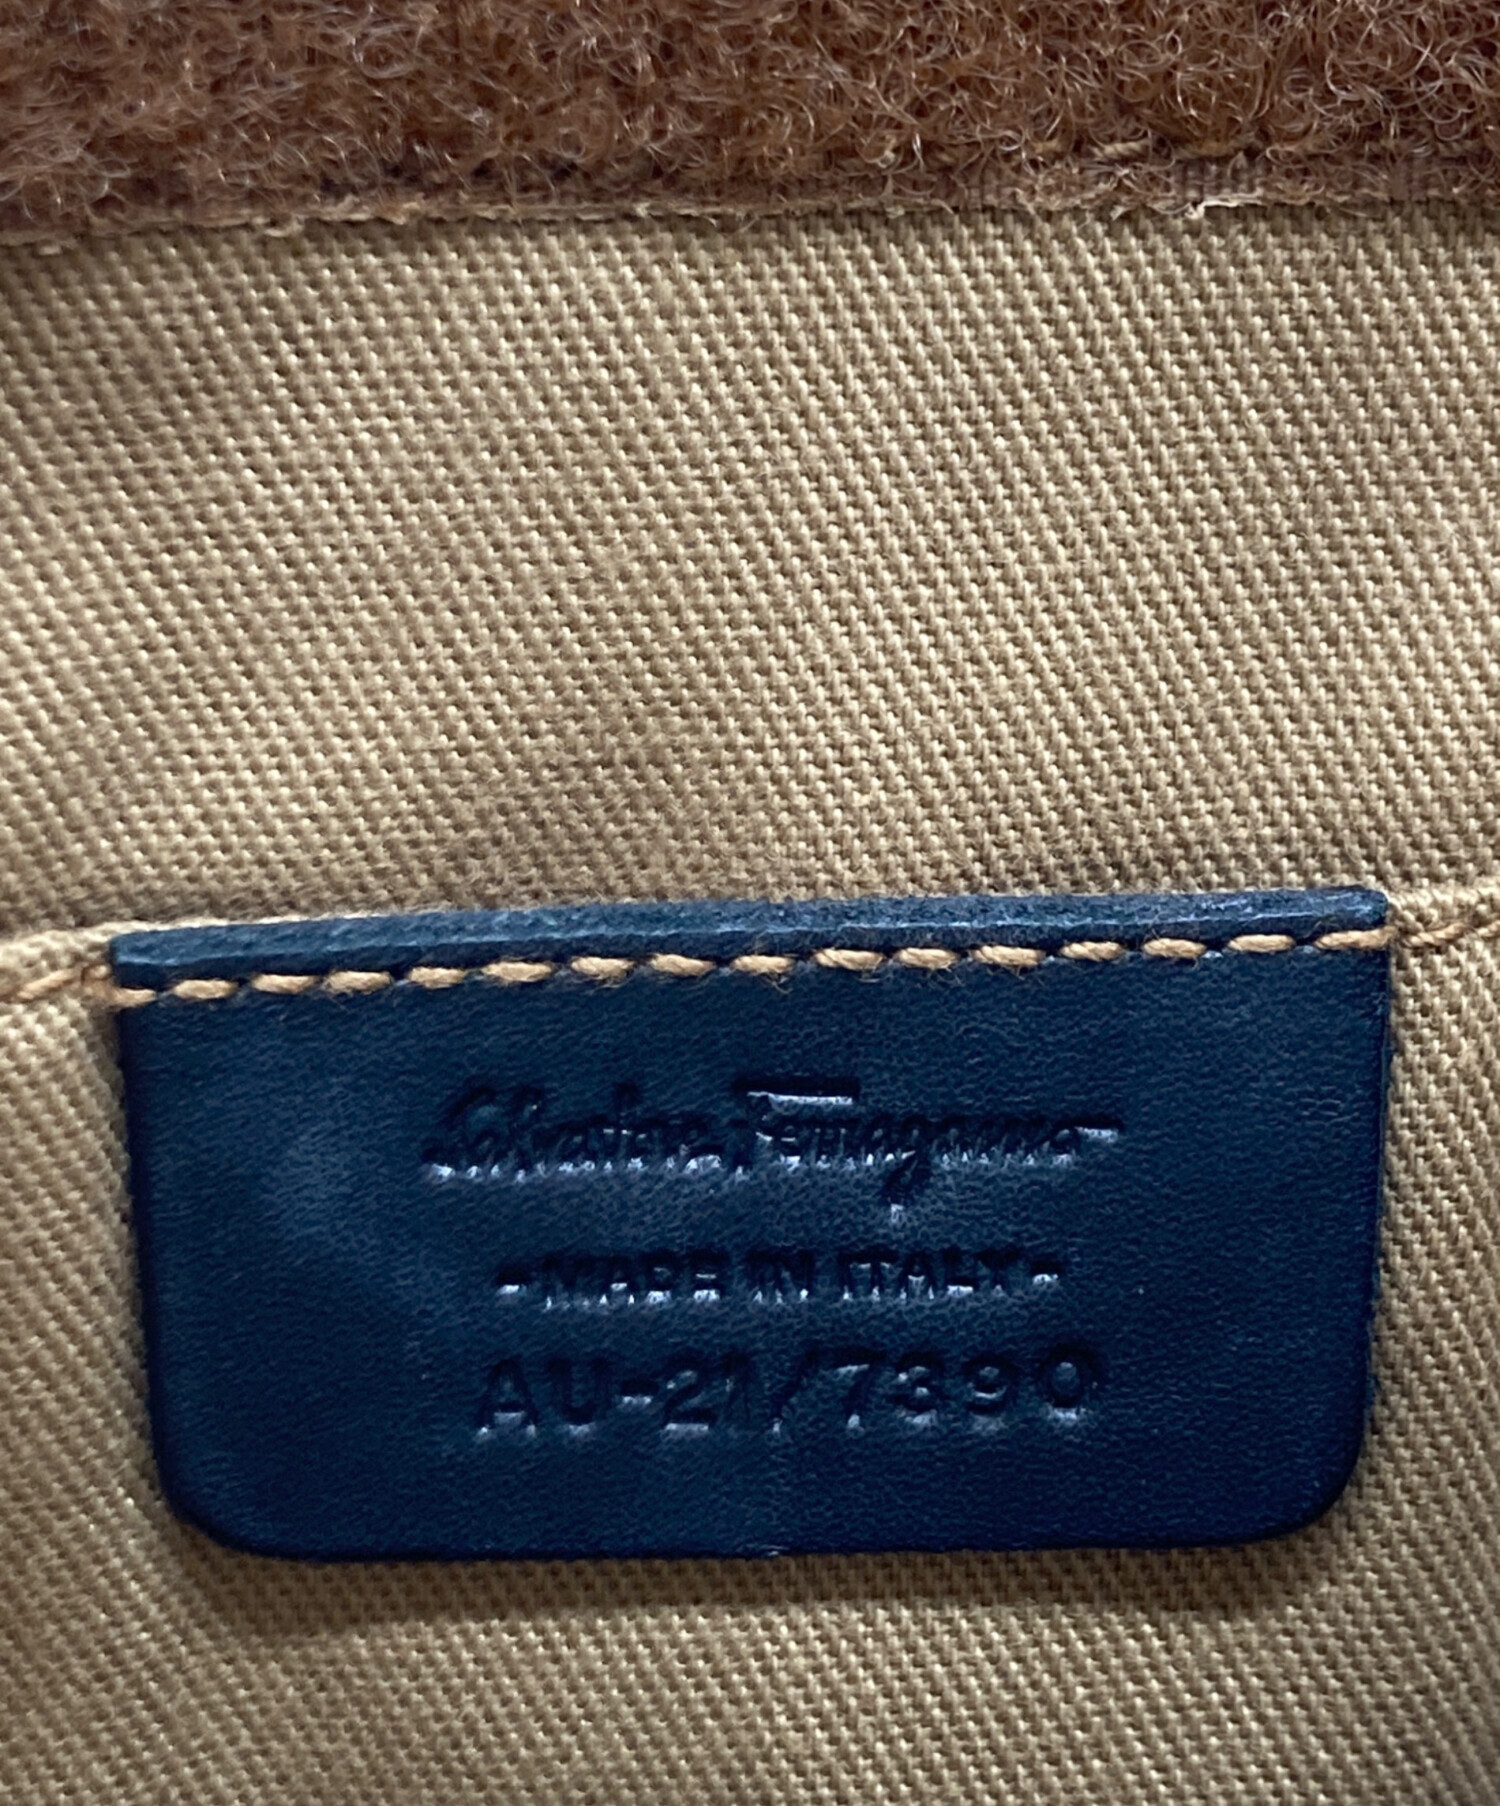 Salvatore Ferragamo
-MADE IN ITALY-
AU-21/7390